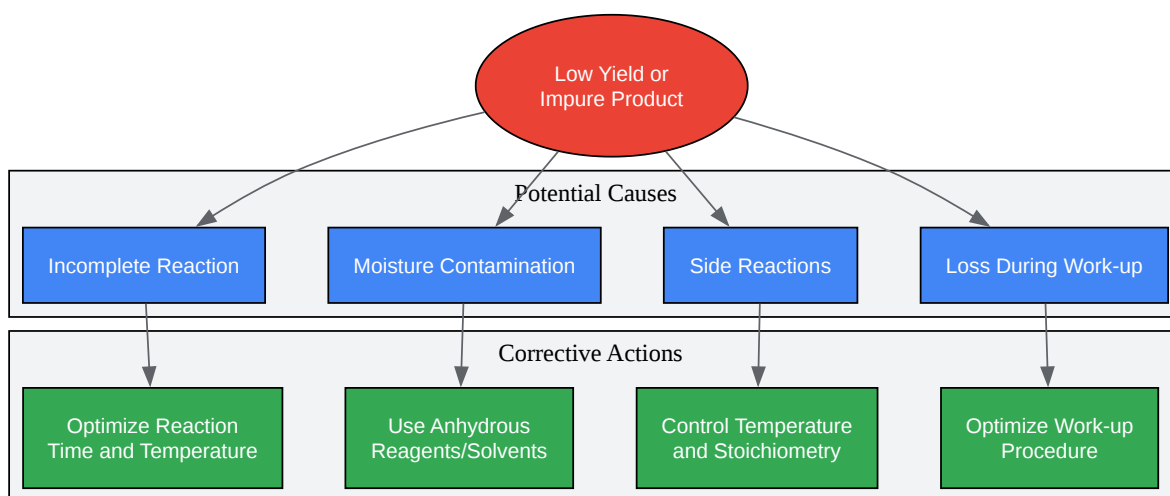 Low Yield or
Impure Product
Potential Causes
Incomplete Reaction
Moisture Contamination
Side Reactions
Loss During Work-up
Corrective Actions
Optimize Reaction
Time and Temperature
Use Anhydrous
Reagents/Solvents
Control Temperature
and Stoichiometry
Optimize Work-up
Procedure